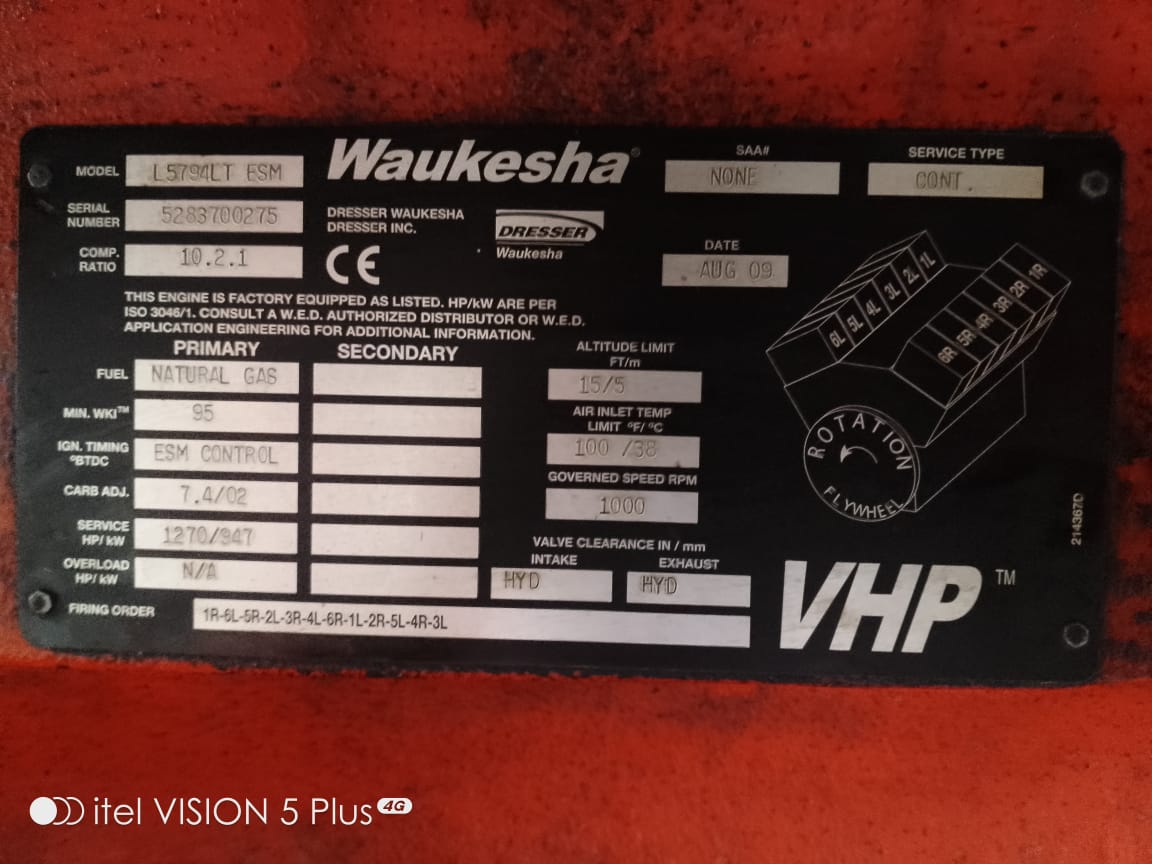 MODEL L5794LT ESM
Waukesha®
SAA# NONE
SERVICE TYPE CONT.
SERIAL NUMBER 5283700275
DRESSER WAUKESHA
DRESSER INC.
CE
DRESSER
Waukesha
COMP. RATIO 10.2.1
DATE AUG 09
THIS ENGINE IS FACTORY EQUIPPED AS LISTED. HP/kW ARE PER
ISO 3046/1. CONSULT A W.E.D. AUTHORIZED DISTRIBUTOR OR W.E.D.
APPLICATION ENGINEERING FOR ADDITIONAL INFORMATION.
PRIMARY SECONDARY
FUEL NATURAL GAS
MIN. WKI™ 95
IGN. TIMING °BTDC ESM CONTROL
CARB ADJ. 7.4/02
SERVICE HP/kW 1270/947
OVERLOAD HP/kW N/A
ALTITUDE LIMIT
FT/m
15/5
AIR INLET TEMP
LIMIT °F/°C
100 /38
GOVERNED SPEED RPM
1000
VALVE CLEARANCE IN / mm
INTAKE EXHAUST
HYD HYD
FIRING ORDER 1R-6L-5R-2L-3R-4L-6R-1L-2R-5L-4R-3L
6L 5L 4L 3L 2L 1L
6R 5R 4R 3R 2R 1R
ROTATION
FLYWHEEL
214367D
VHP™
itel VISION 5 Plus 4G